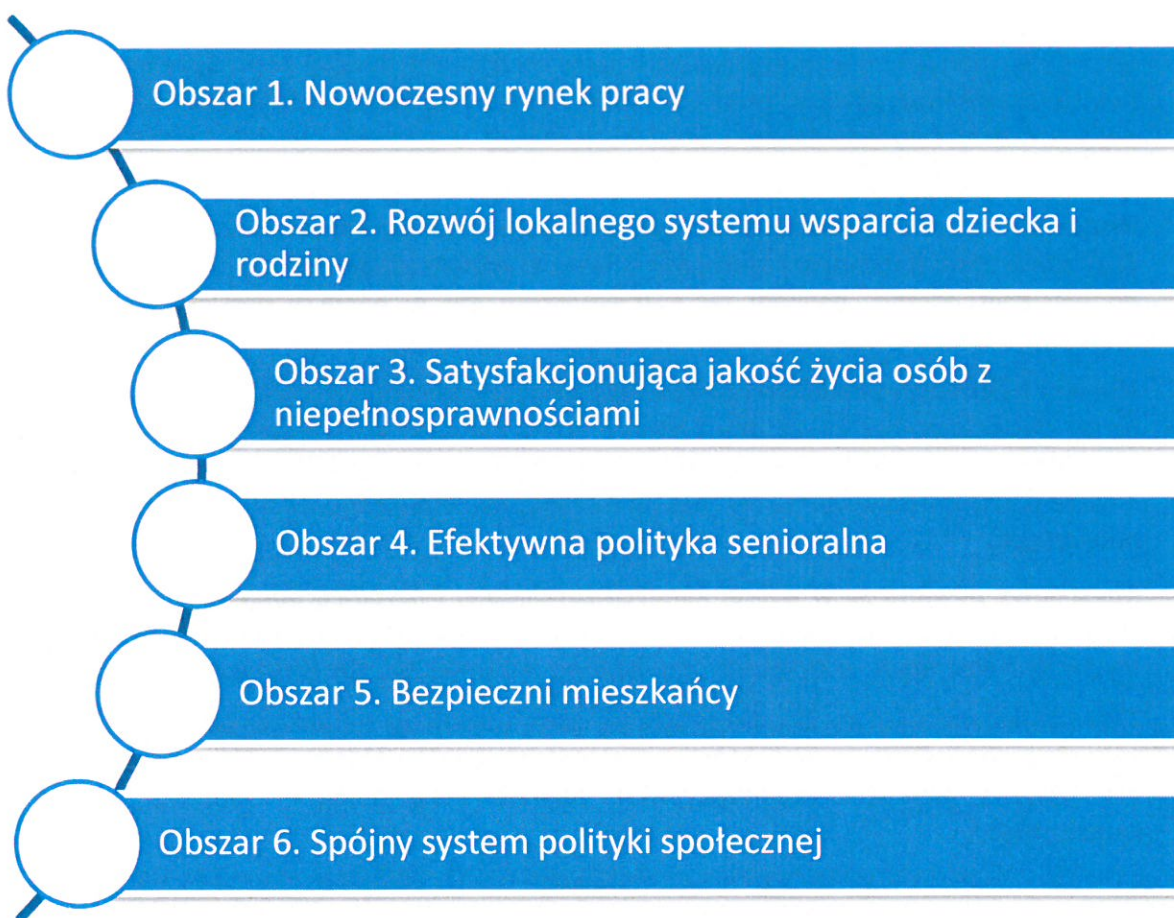 Obszar 1. Nowoczesny rynek pracy
Obszar 2. Rozwój lokalnego systemu wsparcia dziecka i
rodziny
Obszar 3. Satysfakcjonująca jakość życia osób z
niepełnosprawnościami
Obszar 4. Efektywna polityka senioralna
Obszar 5. Bezpieczni mieszkańcy
Obszar 6. Spójny system polityki społecznej